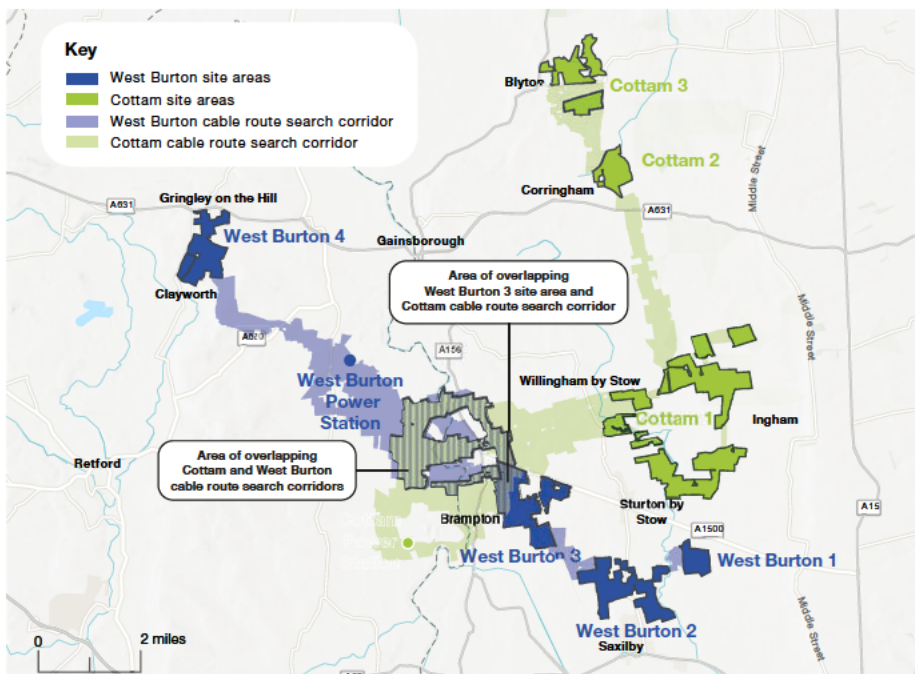 Key
West Burton site areas
Cottam site areas
West Burton cable route search corridor
Cottam cable route search corridor
Blyton
Cottam 3
Cottam 2
Corringham
Middle Street
A631
Gringley on the Hill
A631
West Burton 4
Gainsborough
Clayworth
Area of overlapping
West Burton 3 site area and
Cottam cable route search corridor
Middle Street
A620
A156
West Burton
Power
Station
Willingham by Stow
Cottam 1
Ingham
Retford
Area of overlapping
Cottam and West Burton
cable route search corridors
Sturton by
Stow
A15
Brampton
A1500
Cottam
Power
Station
West Burton 3
West Burton 1
West Burton 2
Saxilby
Middle Street
0
2 miles